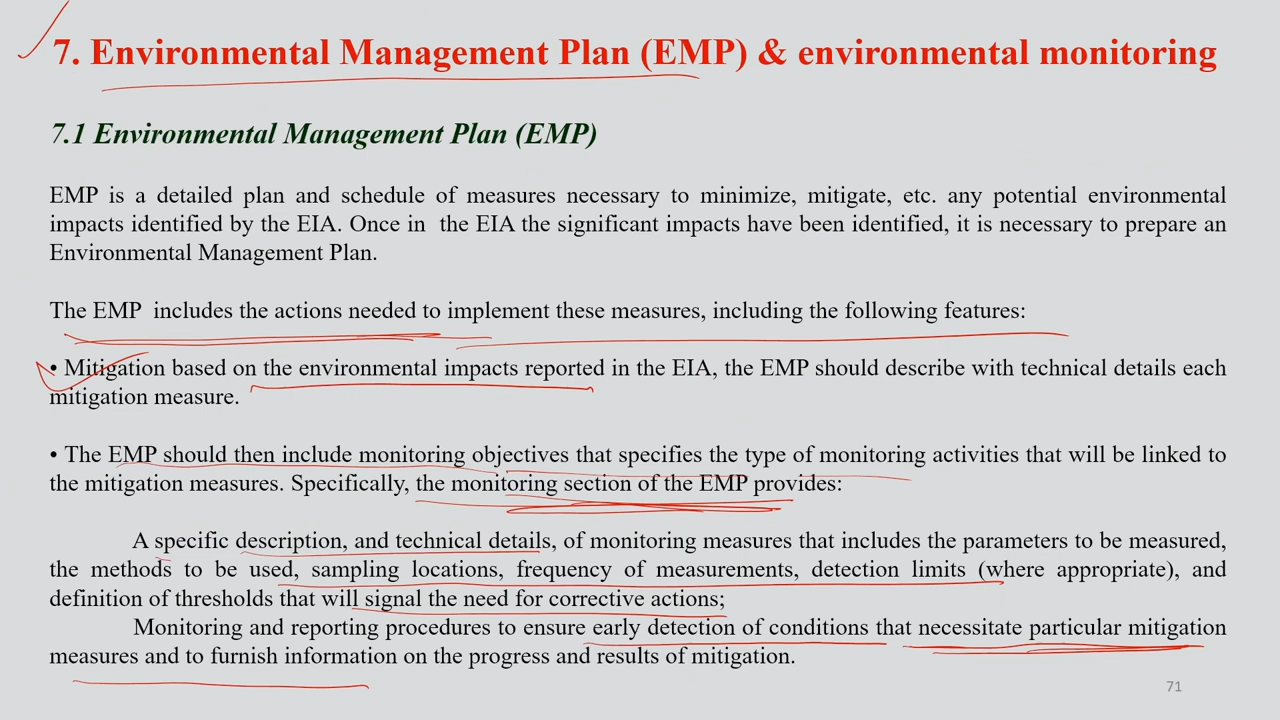 7. Environmental Management Plan (EMP) & environmental monitoring
7.1 Environmental Management Plan (EMP)
EMP is a detailed plan and schedule of measures necessary to minimize, mitigate, etc. any potential environmental
impacts identified by the EIA. Once in the EIA the significant impacts have been identified, it is necessary to prepare an
Environmental Management Plan.
The EMP includes the actions needed to implement these measures, including the following features:
• Mitigation based on the environmental impacts reported in the EIA, the EMP should describe with technical details each
mitigation measure.
• The EMP should then include monitoring objectives that specifies the type of monitoring activities that will be linked to
the mitigation measures. Specifically, the monitoring section of the EMP provides:
A specific description, and technical details, of monitoring measures that includes the parameters to be measured,
the methods to be used, sampling locations, frequency of measurements, detection limits (where appropriate), and
definition of thresholds that will signal the need for corrective actions;
Monitoring and reporting procedures to ensure early detection of conditions that necessitate particular mitigation
measures and to furnish information on the progress and results of mitigation.
71